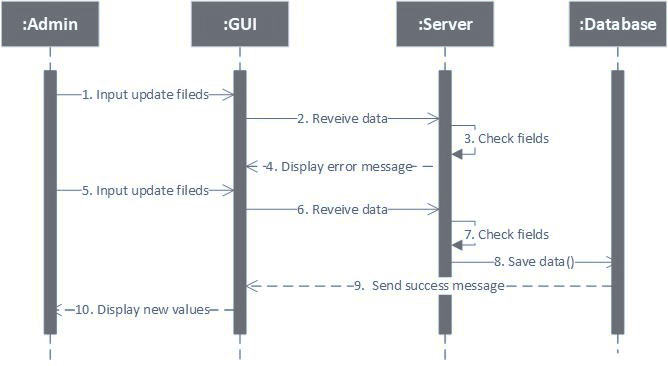 :Admin
:GUI
:Server
:Database
1. Input update fileds
2. Reveive data
3. Check fields
4. Display error message
5. Input update fileds
6. Reveive data
7. Check fields
8. Save data()
9. Send success message
10. Display new values